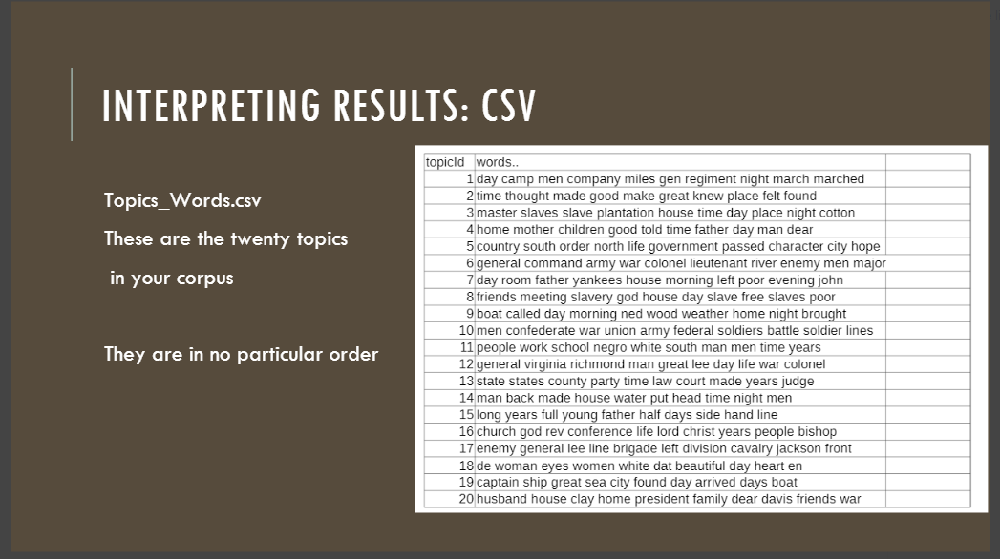 INTERPRETING RESULTS: CSV
Topics_Words.csv
These are the twenty topics
in your corpus
They are in no particular order
topicId words..
1 day camp men company miles gen regiment night march marched
2 time thought made good make great knew place felt found
3 master slaves slave plantation house time day place night cotton
4 home mother children good told time father day man dear
5 country south order north life government passed character city hope
6 general command army war colonel lieutenant river enemy men major
7 day room father yankees house morning left poor evening john
8 friends meeting slavery god house day slave free slaves poor
9 boat called day morning ned wood weather home night brought
10 men confederate war union army federal soldiers battle soldier lines
11 people work school negro white south man men time years
12 general virginia richmond man great lee day life war colonel
13 state states county party time law court made years judge
14 man back made house water put head time night men
15 long years full young father half days side hand line
16 church god rev conference life lord christ years people bishop
17 enemy general lee line brigade left division cavalry jackson front
18 de woman eyes women white dat beautiful day heart en
19 captain ship great sea city found day arrived days boat
20 husband house clay home president family dear davis friends war